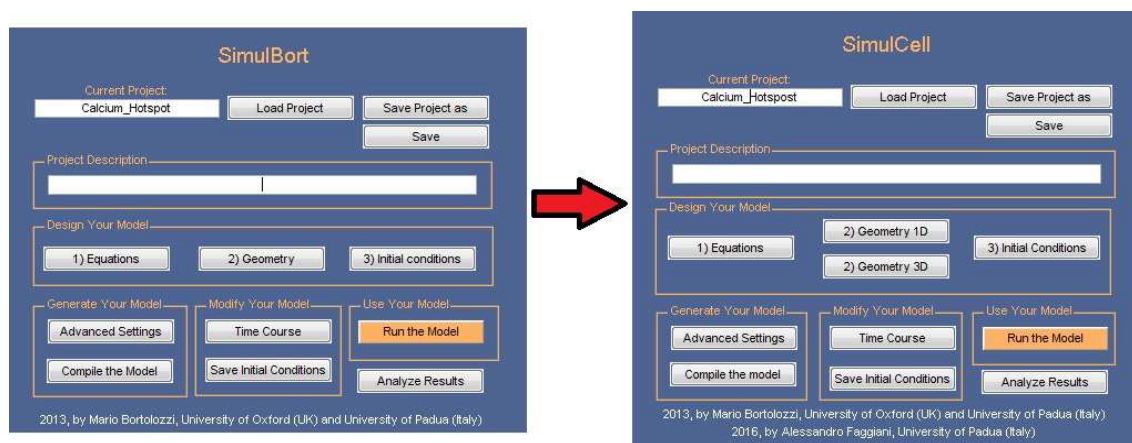 SimulBort
Current Project:
Calcium_Hotspot
Load Project
Save Project as
Save
Project Description
Design Your Model
1) Equations
2) Geometry
3) Initial conditions
Generate Your Model
Modify Your Model
Use Your Model
Advanced Settings
Time Course
Run the Model
Compile the Model
Save Initial Conditions
Analyze Results
2013, by Mario Bortolozzi, University of Oxford (UK) and University of Padua (Italy)
SimulCell
Current Project:
Calcium_Hotspost
Load Project
Save Project as
Save
Project Description
Design Your Model
1) Equations
2) Geometry 1D
2) Geometry 3D
3) Initial Conditions
Generate Your Model
Modify Your Model
Use Your Model
Advanced Settings
Time Course
Run the Model
Compile the model
Save Initial Conditions
Analyze Results
2013, by Mario Bortolozzi, University of Oxford (UK) and University of Padua (Italy)
2016, by Alessandro Faggiani, University of Padua (Italy)